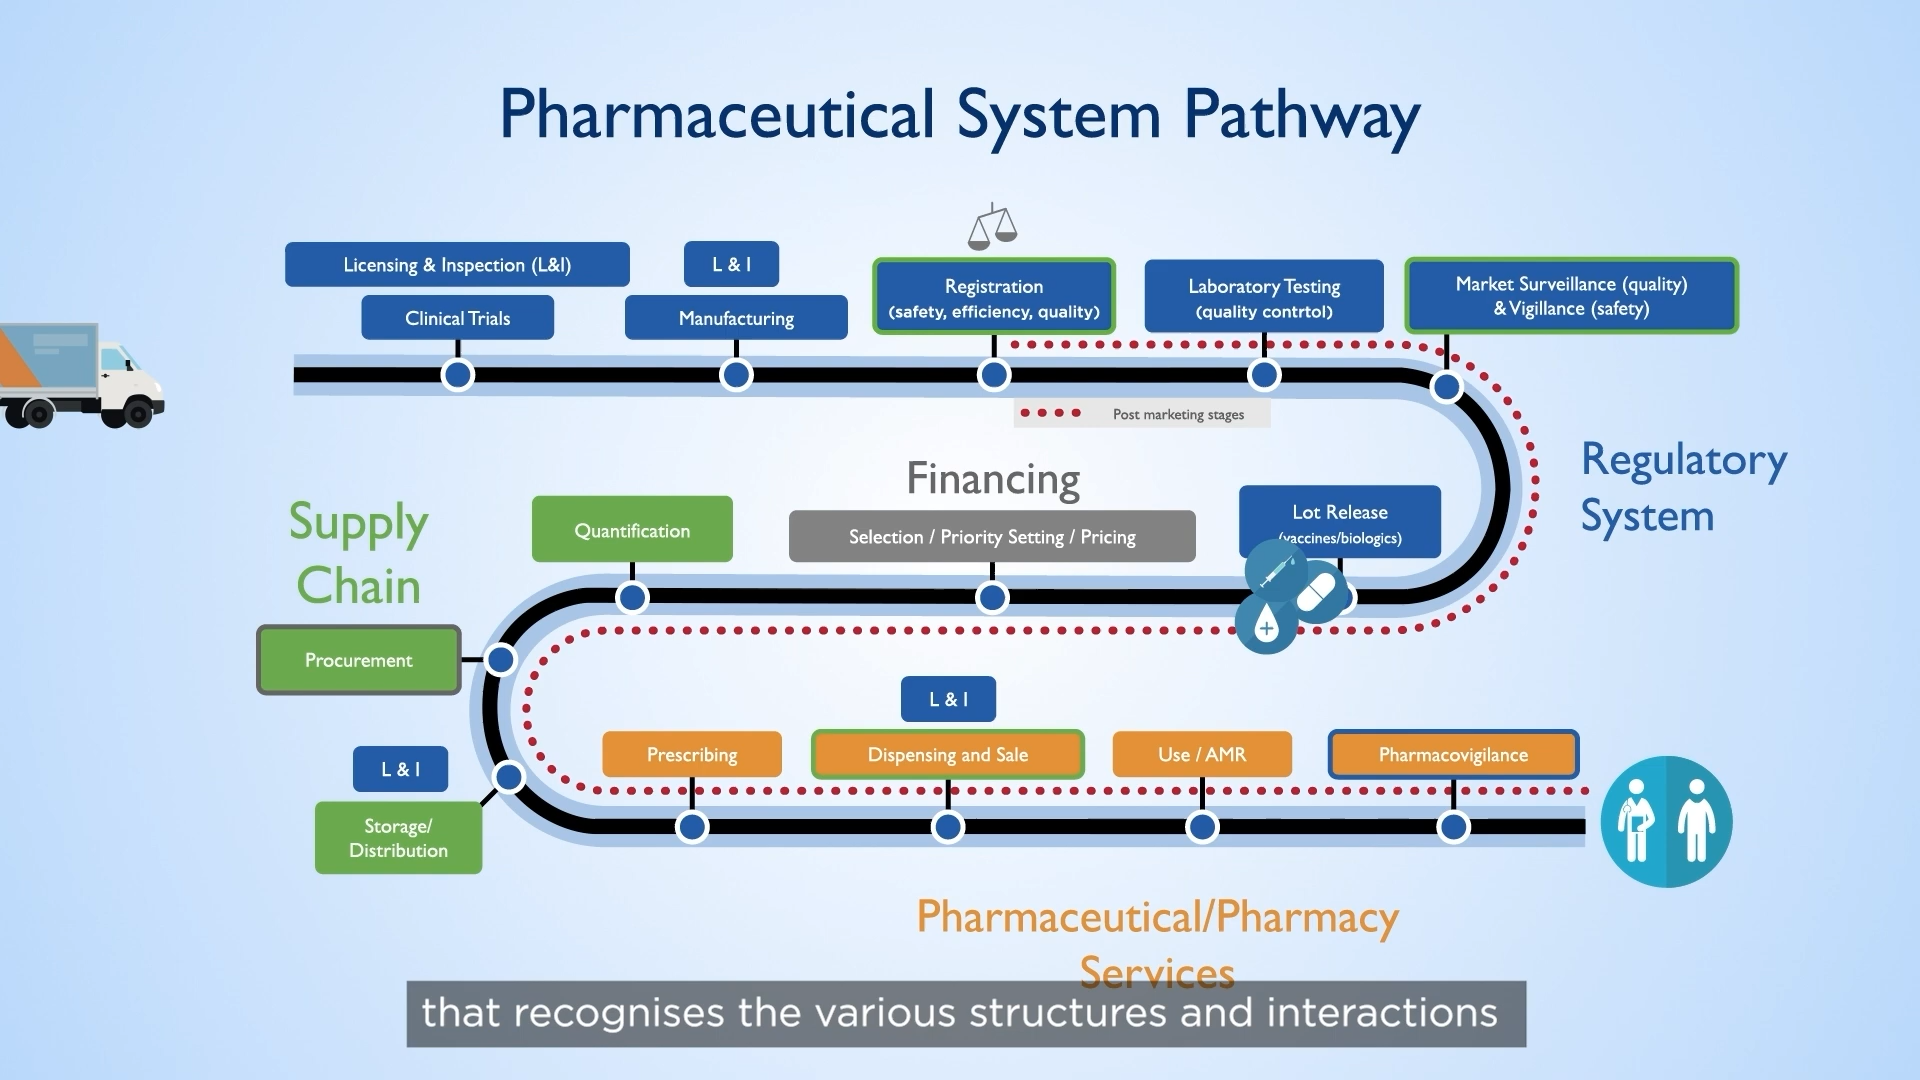 Pharmaceutical System Pathway
Licensing & Inspection (L&I)
L & I
Clinical Trials
Manufacturing
Registration
(safety, efficiency, quality)
Laboratory Testing
(quality contrtol)
Market Surveillance (quality)
& Vigillance (safety)
Post marketing stages
Regulatory
System
Financing
Supply
Chain
Quantification
Selection / Priority Setting / Pricing
Lot Release
(vaccines/biologics)
Procurement
L & I
Prescribing
Dispensing and Sale
Use / AMR
Pharmacovigilance
L & I
Storage/
Distribution
Pharmaceutical/Pharmacy
Services
that recognises the various structures and interactions